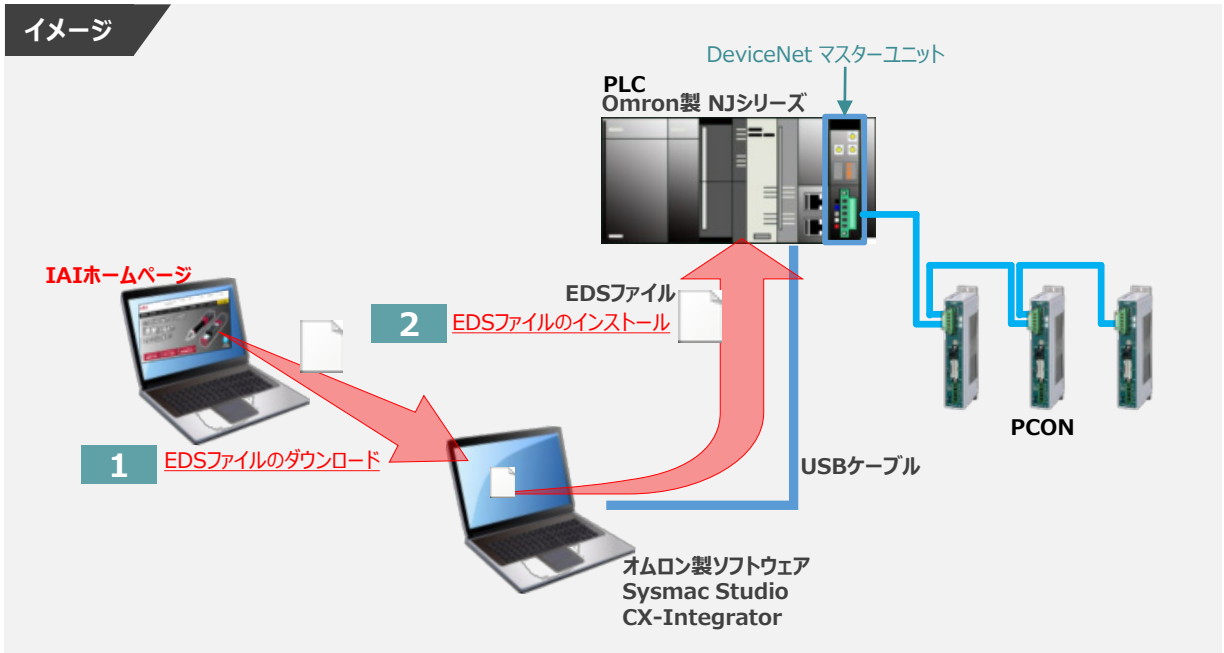 イメージ
DeviceNet マスターユニット
PLC
Omron製 NJシリーズ
IAIホームページ
EDSファイル
2
EDSファイルのインストール
1
EDSファイルのダウンロード
PCON
USBケーブル
オムロン製ソフトウェア
Sysmac Studio
CX-Integrator